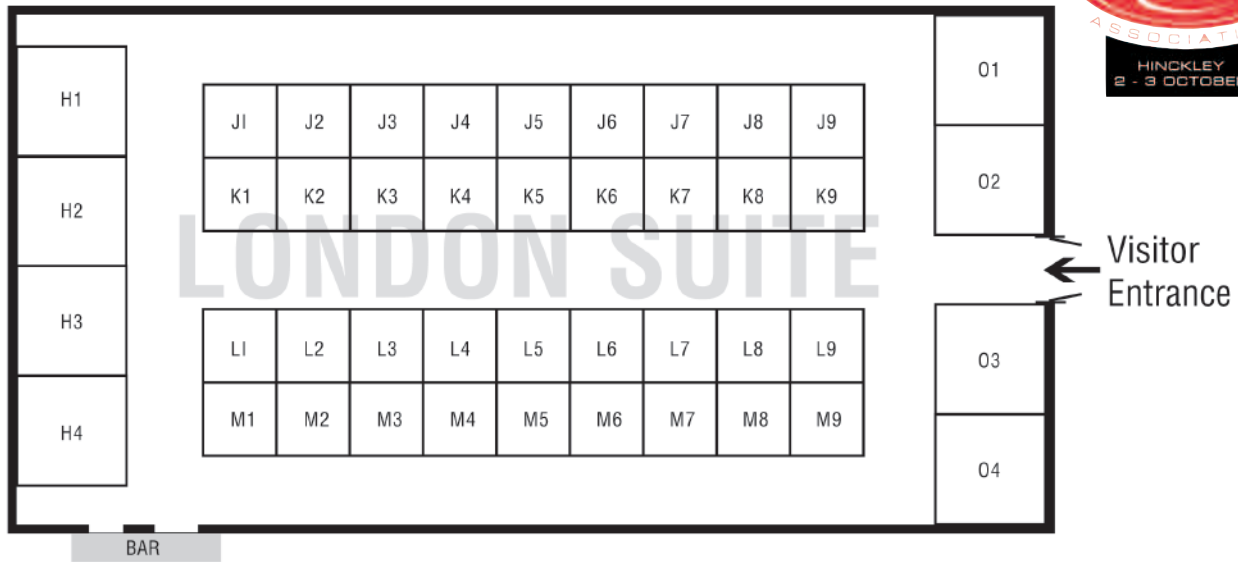 ASSOCIATI
HINCKLEY
2 - 3 OCTOBER
H1
H2
H3
H4
JI J2 J3 J4 J5 J6 J7 J8 J9
K1 K2 K3 K4 K5 K6 K7 K8 K9
LONDON SUITE
LI L2 L3 L4 L5 L6 L7 L8 L9
M1 M2 M3 M4 M5 M6 M7 M8 M9
O1
O2
Visitor
Entrance
O3
O4
BAR